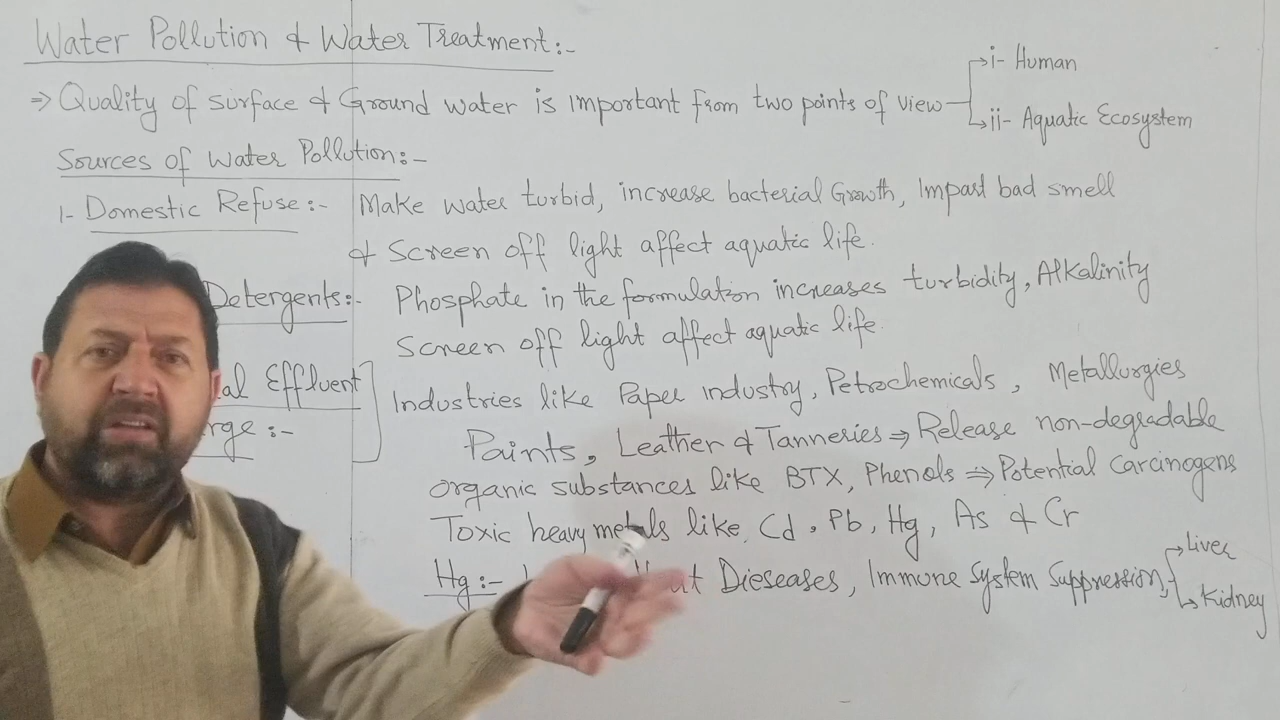 Water Pollution & Water Treatment:-
⇒ Quality of surface & Ground water is important from two points of view
i- Human
ii- Aquatic Ecosystem
Sources of Water Pollution:-
1- Domestic Refuse:- Make water turbid, increase bacterial Growth, Impart bad smell
& Screen off light affect aquatic life.
Detergents:- Phosphate in the formulation increases turbidity, Alkalinity
Screen off light affect aquatic life.
al Effluent
rge:-
Industries like Paper industry, Petrochemicals, Metallurgies
Paints, Leather & Tanneries ⇒ Release non-degradable
organic substances like BTX, Phenols ⇒ Potential Carcinogens
Toxic heavy metals like Cd, Pb, Hg, As & Cr
Hg:- Dieseases, Immune System Suppression,
Liver
Kidney